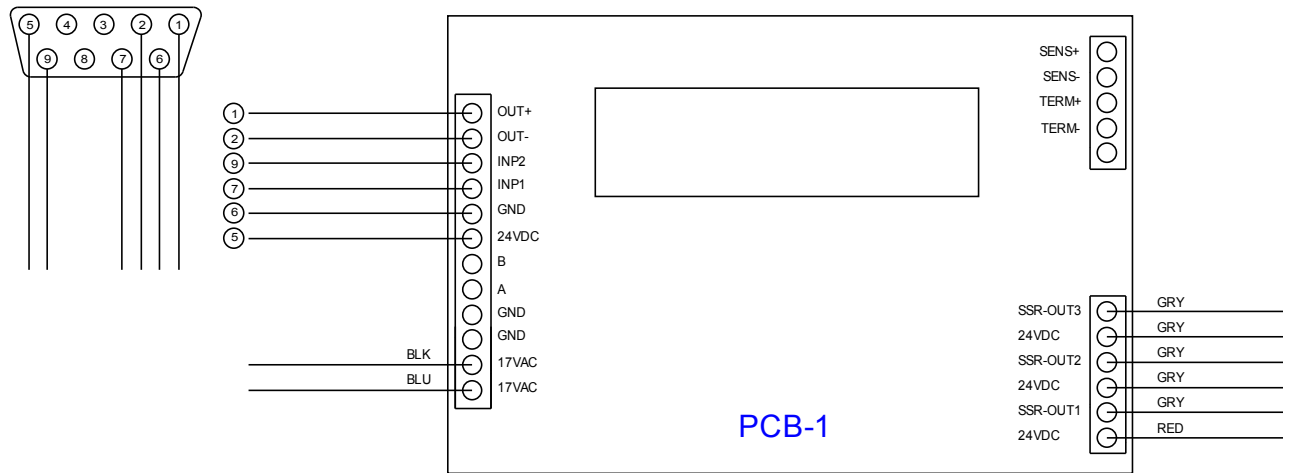 5 4 3 2 1
9 8 7 6
1 OUT+
2 OUT-
9 INP2
7 INP1
6 GND
5 24VDC
B
A
GND
GND
BLK 17VAC
BLU 17VAC
SENS+
SENS-
TERM+
TERM-
SSR-OUT3 GRY
24VDC GRY
SSR-OUT2 GRY
24VDC GRY
SSR-OUT1 GRY
24VDC RED
PCB-1